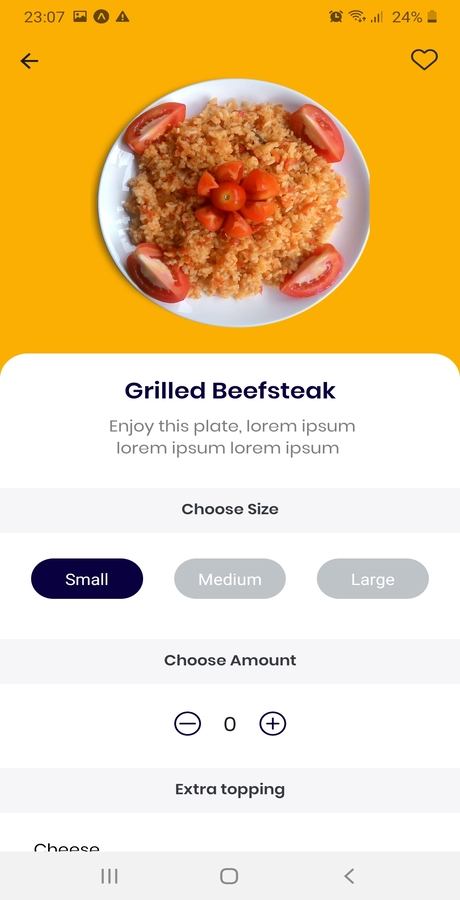 23:07 24%
Grilled Beefsteak
Enjoy this plate, lorem ipsum
lorem ipsum lorem ipsum
Choose Size
Small Medium Large
Choose Amount
0
Extra topping
Cheese